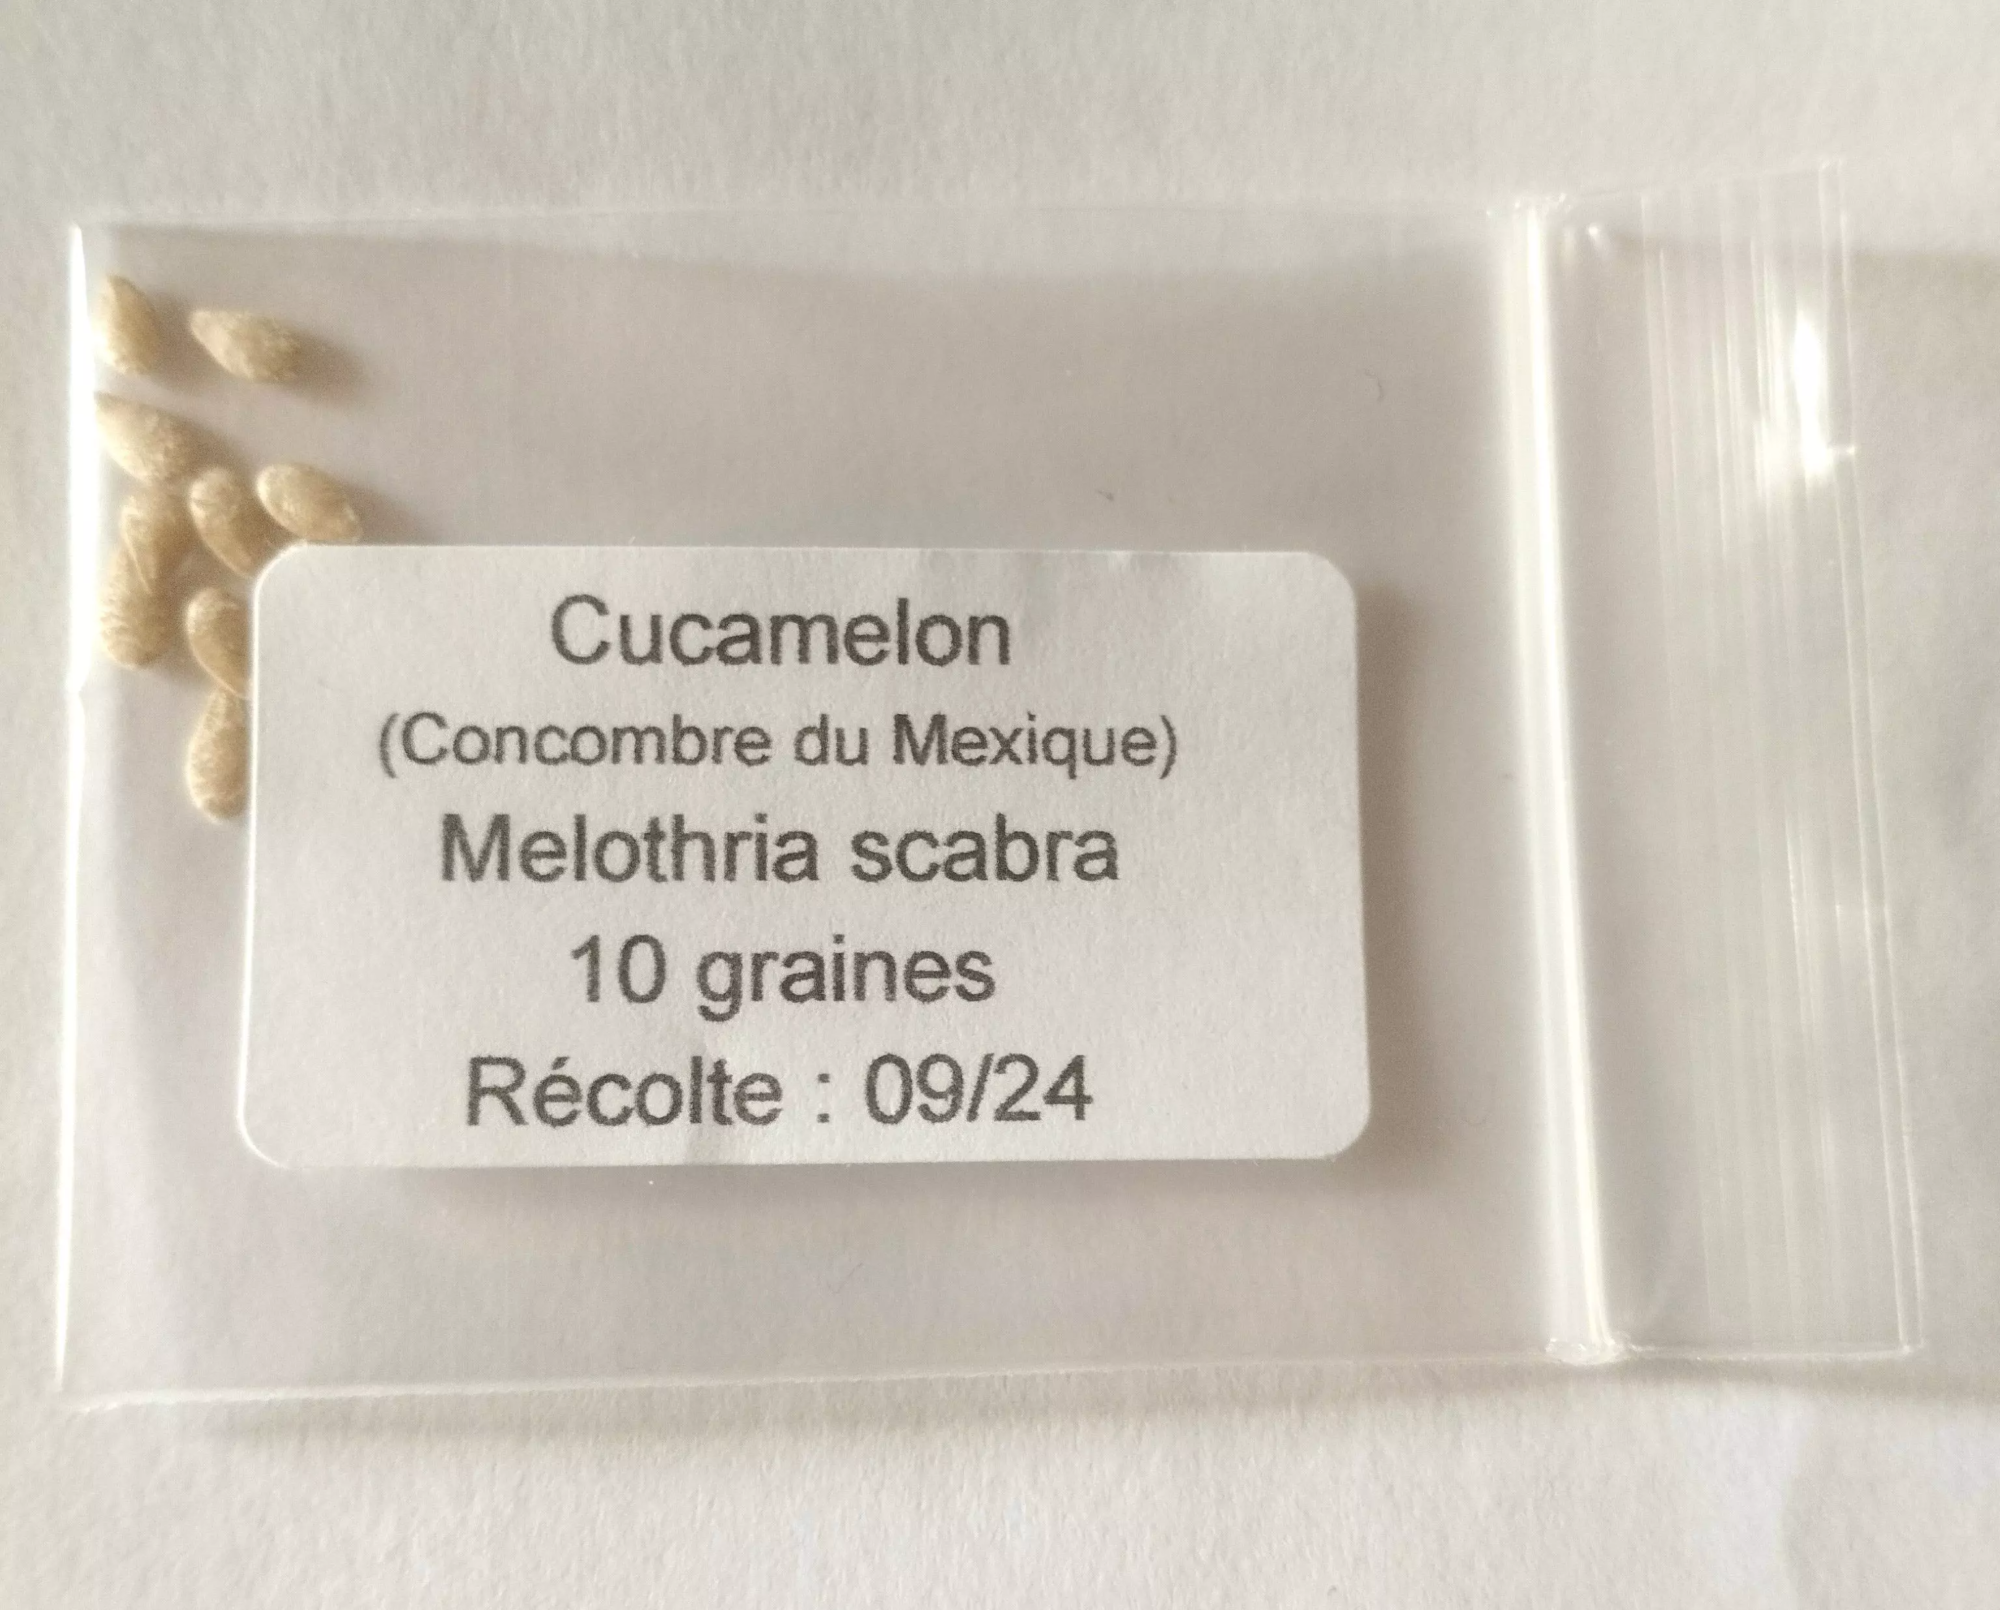 Cucamelon
(Concombre du Mexique)
Melothria scabra
10 graines
Récolte : 09/24